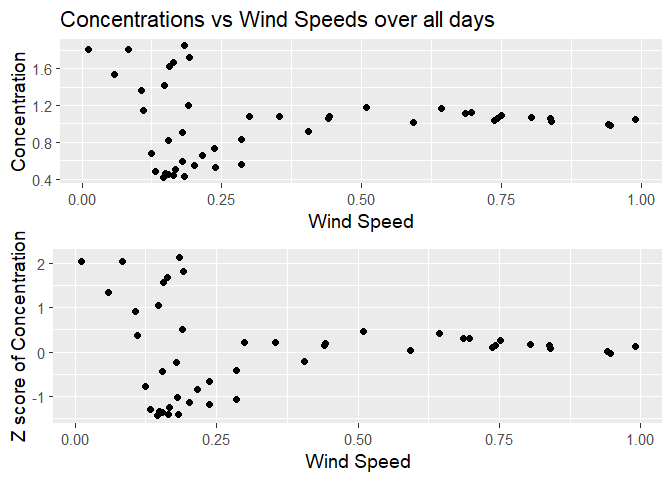 Concentrations vs Wind Speeds over all days
Concentration
1.6
1.2
0.8
0.4
0.00 0.25 0.50 0.75 1.00
Wind Speed
Z score of Concentration
2
1
0
-1
0.00 0.25 0.50 0.75 1.00
Wind Speed